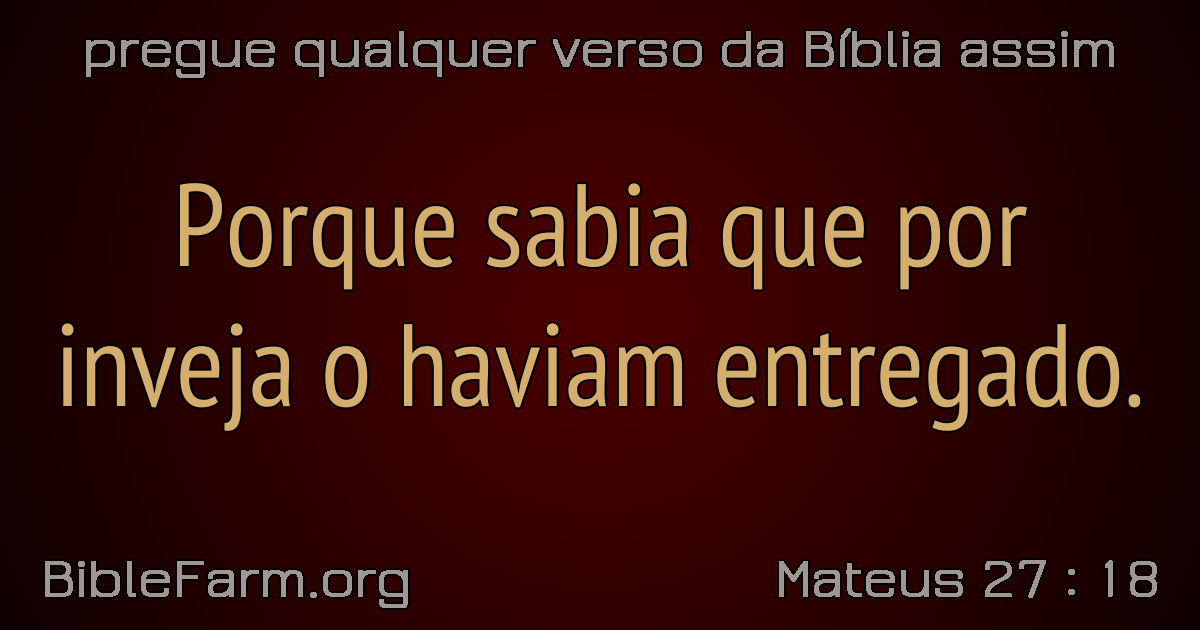 pregue qualquer verso da Bíblia assim
Porque sabia que por
inveja o haviam entregado.
BibleFarm.org
Mateus 27 : 18